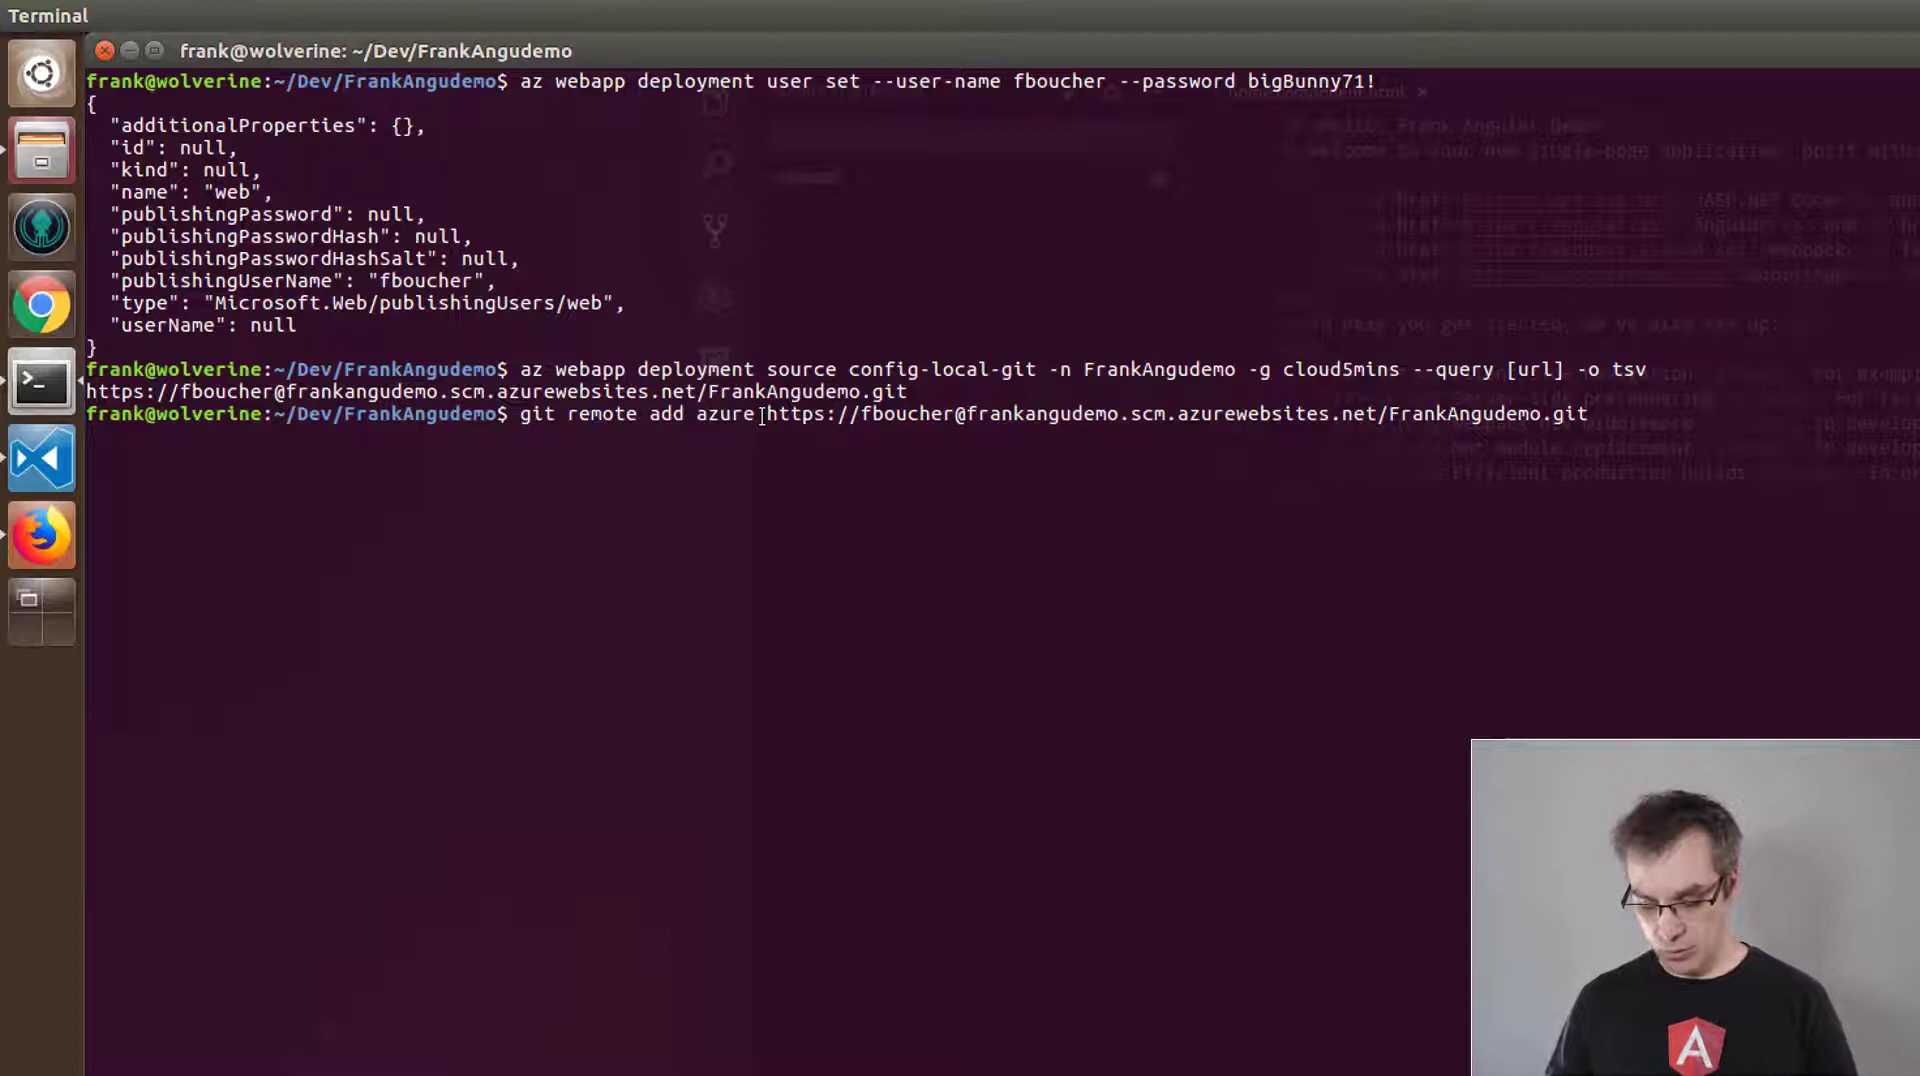 Terminal
frank@wolverine: ~/Dev/FrankAngudemo
frank@wolverine:~/Dev/FrankAngudemo$ az webapp deployment user set --user-name fboucher --password bigBunny71!
{
"additionalProperties": {},
"id": null,
"kind": null,
"name": "web",
"publishingPassword": null,
"publishingPasswordHash": null,
"publishingPasswordHashSalt": null,
"publishingUserName": "fboucher",
"type": "Microsoft.Web/publishingUsers/web",
"userName": null
}
frank@wolverine:~/Dev/FrankAngudemo$ az webapp deployment source config-local-git -n FrankAngudemo -g cloud5mins --query [url] -o tsv
https://fboucher@frankangudemo.scm.azurewebsites.net/FrankAngudemo.git
frank@wolverine:~/Dev/FrankAngudemo$ git remote add azure https://fboucher@frankangudemo.scm.azurewebsites.net/FrankAngudemo.git
A